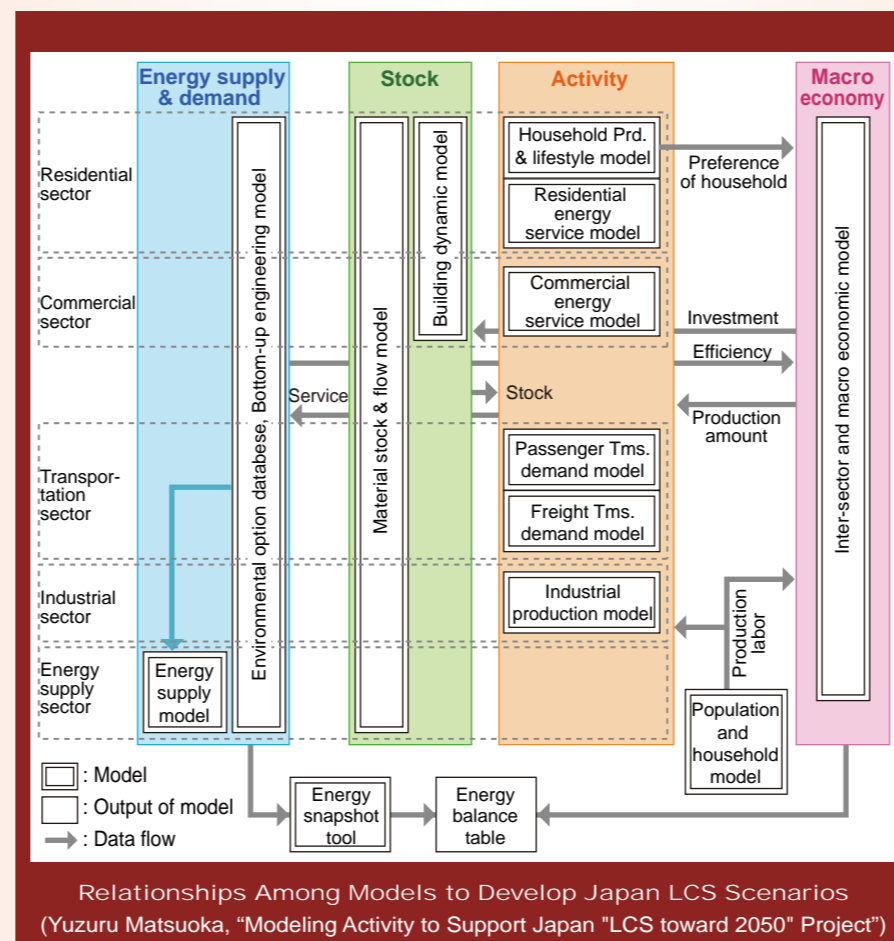 Energy supply
& demand
Stock
Activity
Macro
economy
Residential
sector
Commercial
sector
Transpor-
tation
sector
Industrial
sector
Energy
supply
sector
Environmental option databese, Bottom-up engineering model
Energy
supply
model
Material stock & flow model
Building dynamic model
Household Prd.
& lifestyle model
Residential
energy
service model
Commercial
energy
service model
Passenger Tms.
demand model
Freight Tms.
demand model
Industrial
production model
Preference
of household
Investment
Efficiency
Service
Stock
Production
amount
Production
labor
Inter-sector and macro economic model
Population
and
household
model
: Model
: Output of model
: Data flow
Energy
snapshot
tool
Energy
balance
table
Relationships Among Models to Develop Japan LCS Scenarios
(Yuzuru Matsuoka, “Modeling Activity to Support Japan "LCS toward 2050" Project”)